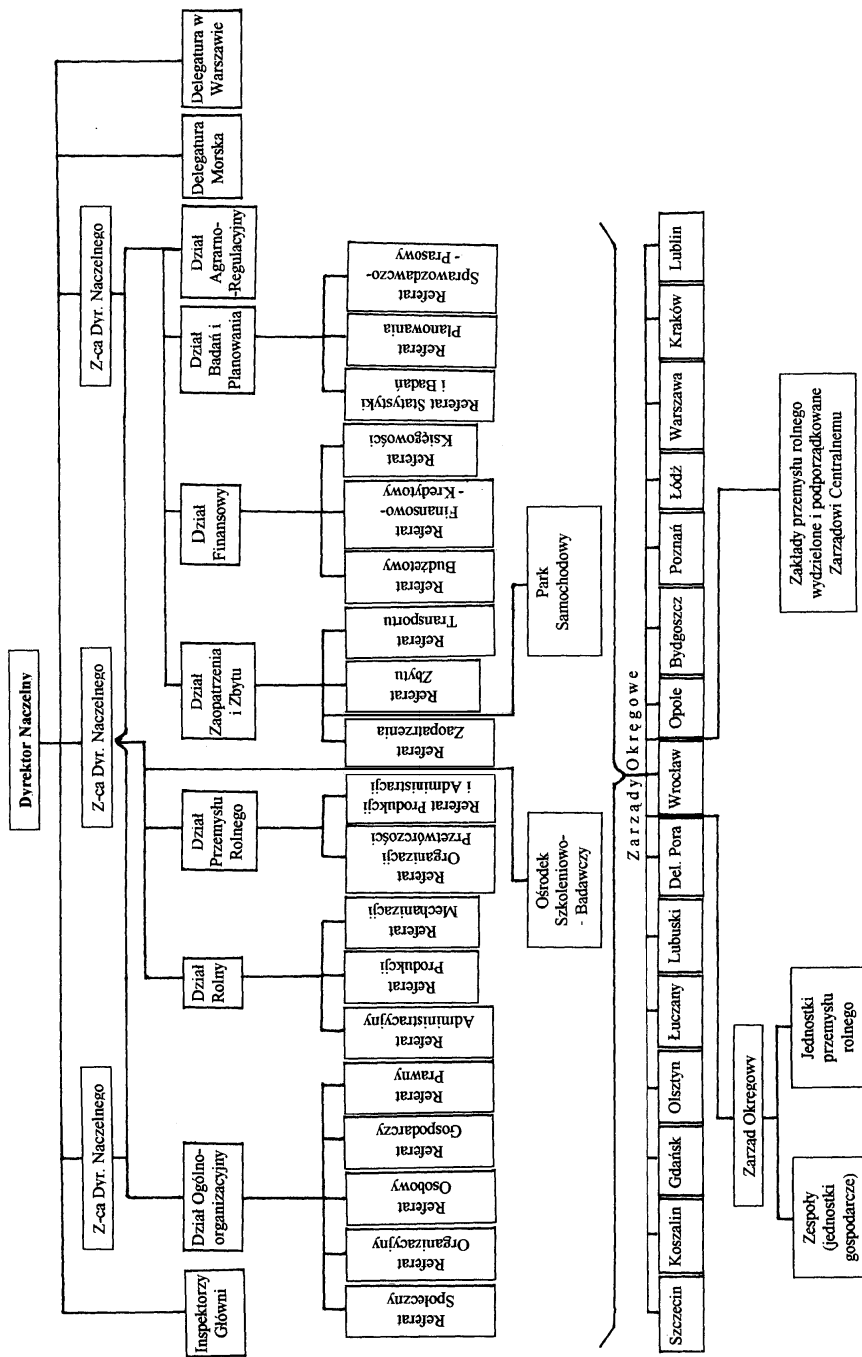 Dyrektor Naczelny
Z-ca Dyr. Naczelnego
Z-ca Dyr. Naczelnego
Z-ca Dyr. Naczelnego
Inspektorzy
Główni
Dział Ogólno-
organizacyjny
Dział
Rolny
Dział
Przemysłu
Rolnego
Dział
Zaopatrzenia
i Zbytu
Dział
Finansowy
Dział
Badań i
Planowania
Dział
Agrarno-
-Regulacyjny
Delegatura
Morska
Delegatura w
Warszawie
Referat
Społeczny
Referat
Organizacyjny
Referat
Osobowy
Referat
Gospodarczy
Referat
Prawny
Referat
Administracyjny
Referat
Produkcji
Referat
Mechanizacji
Referat
Organizacji
Przetwórczości
Referat Produkcji
i Administracji
Referat
Zaopatrzenia
Referat
Zbytu
Referat
Transportu
Referat
Budżetowy
Referat
Finansowo-
- Kredytowy
Referat
Księgowości
Referat Statystyki
i Badań
Referat
Planowania
Referat
Sprawozdawczo-
- Prasowy
Ośrodek
Szkoleniowo-
- Badawczy
Park
Samochodowy
Zarządy Okręgowe
Szczecin
Koszalin
Gdańsk
Olsztyn
Łuczany
Lubuski
Del. Pora
Wrocław
Opole
Bydgoszcz
Poznań
Łódź
Warszawa
Kraków
Lublin
Zarząd Okręgowy
Zespoły
(jednostki
gospodarcze)
Jednostki
przemysłu
rolnego
Zakłady przemysłu rolnego
wydzielone i podporządkowane
Zarządowi Centralnemu